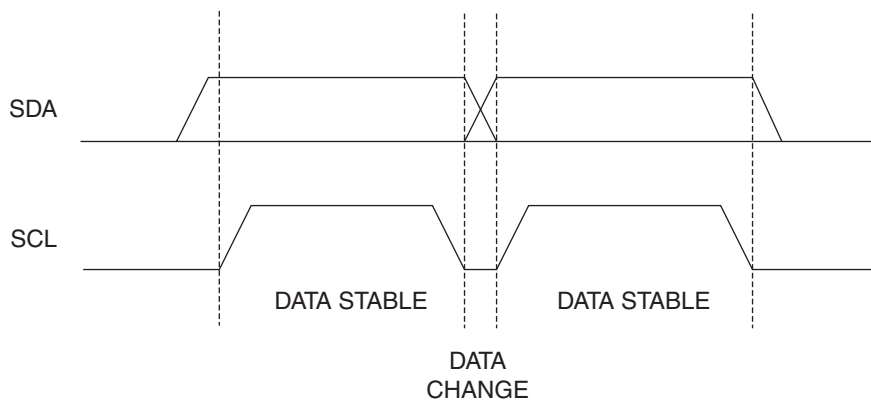 SDA
SCL
DATA STABLE
DATA STABLE
DATA
CHANGE